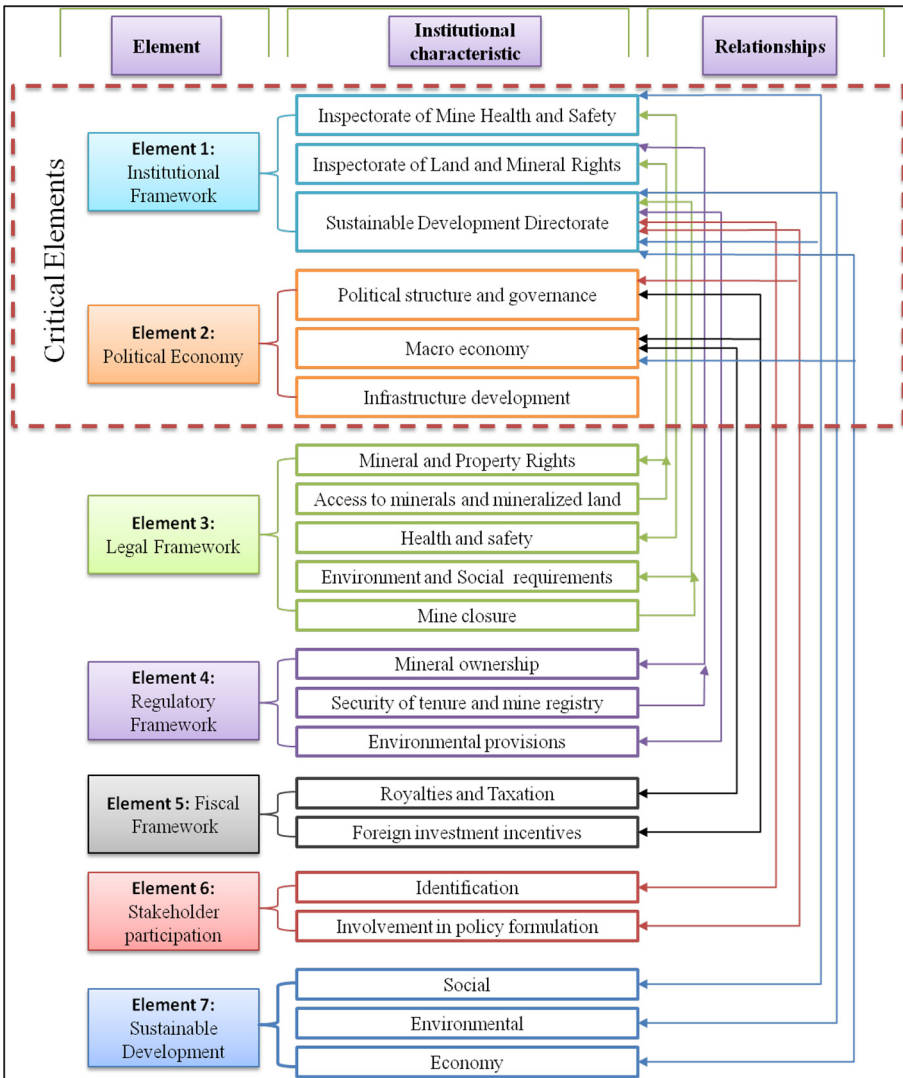 Element
Institutional
characteristic
Relationships
Critical Elements
Element 1:
Institutional
Framework
Inspectorate of Mine Health and Safety
Inspectorate of Land and Mineral Rights
Sustainable Development Directorate
Element 2:
Political Economy
Political structure and governance
Macro economy
Infrastructure development
Element 3:
Legal Framework
Mineral and Property Rights
Access to minerals and mineralized land
Health and safety
Environment and Social requirements
Mine closure
Element 4:
Regulatory
Framework
Mineral ownership
Security of tenure and mine registry
Environmental provisions
Element 5: Fiscal
Framework
Royalties and Taxation
Foreign investment incentives
Element 6:
Stakeholder
participation
Identification
Involvement in policy formulation
Element 7:
Sustainable
Development
Social
Environmental
Economy